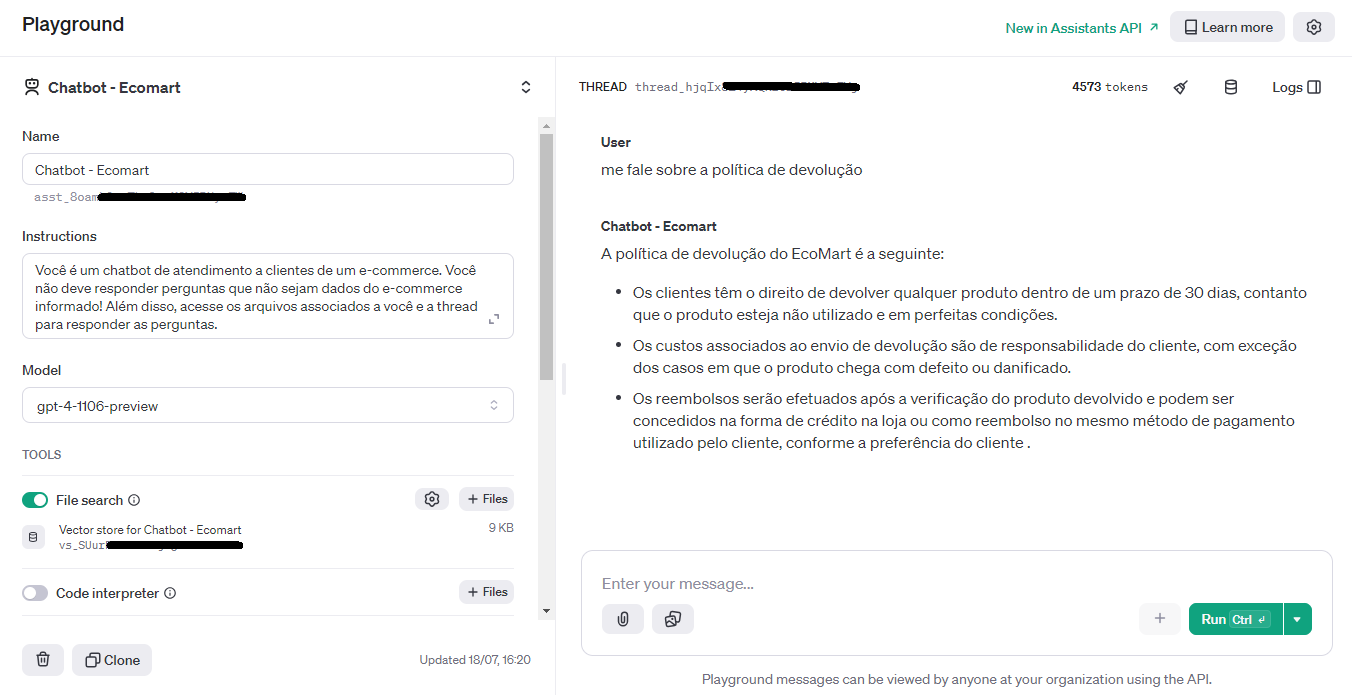 Playground
New in Assistants API
Learn more
Chatbot - Ecomart
Name
Chatbot - Ecomart
asst_8oam
Instructions
Você é um chatbot de atendimento a clientes de um e-commerce. Você
não deve responder perguntas que não sejam dados do e-commerce
informado! Além disso, acesse os arquivos associados a você e a thread
para responder as perguntas.
Model
gpt-4-1106-preview
TOOLS
File search
+ Files
Vector store for Chatbot - Ecomart
9 KB
vs_SUur
Code interpreter
+ Files
Clone
Updated 18/07, 16:20
THREAD thread_hjqIx
4573 tokens
Logs
User
me fale sobre a política de devolução
Chatbot - Ecomart
A política de devolução do EcoMart é a seguinte:
• Os clientes têm o direito de devolver qualquer produto dentro de um prazo de 30 dias, contanto
que o produto esteja não utilizado e em perfeitas condições.
• Os custos associados ao envio de devolução são de responsabilidade do cliente, com exceção
dos casos em que o produto chega com defeito ou danificado.
• Os reembolsos serão efetuados após a verificação do produto devolvido e podem ser
concedidos na forma de crédito na loja ou como reembolso no mesmo método de pagamento
utilizado pelo cliente, conforme a preferência do cliente .
Enter your message...
Run Ctrl ↵
Playground messages can be viewed by anyone at your organization using the API.